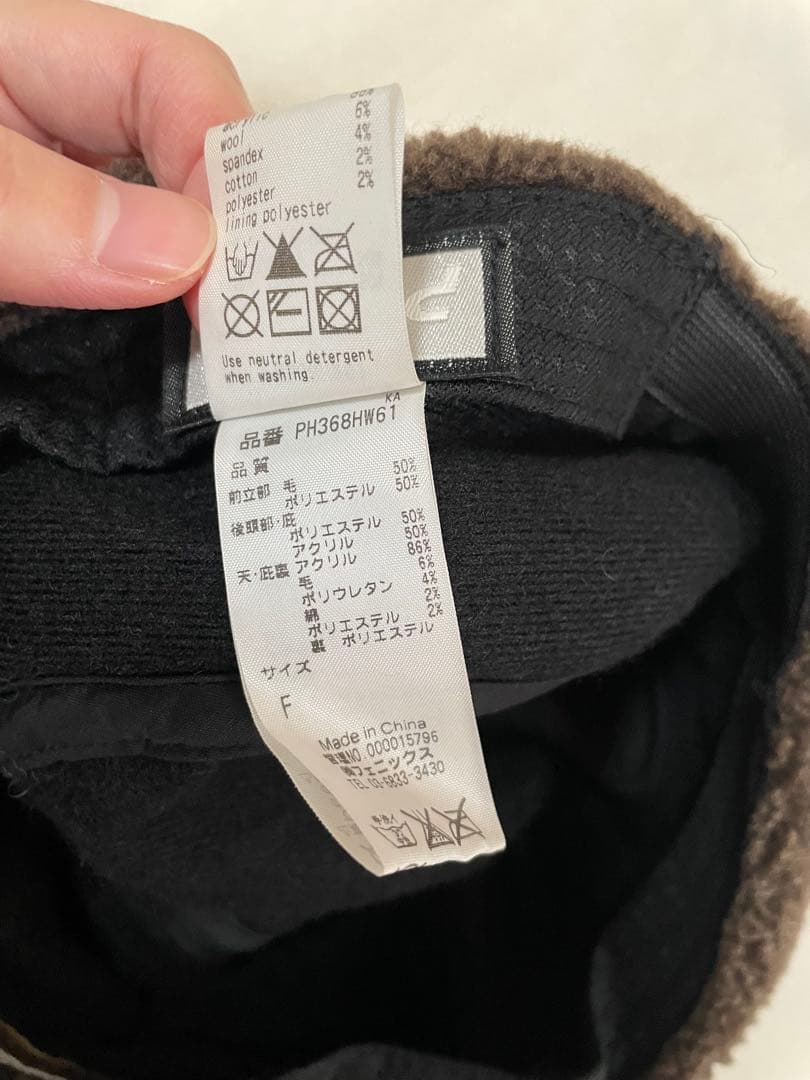 6%
wool 4%
spandex 2%
cotton 2%
polyester
lining polyester
Use neutral detergent
when washing.
KA
品番 PH368HW61
品質
前立部 毛 50%
ポリエステル 50%
後頭部・庇
ポリエステル 50%
アクリル 50%
天・庇裏 アクリル 86%
毛 6%
ポリウレタン 4%
綿 2%
ポリエステル 2%
裏 ポリエステル
サイズ
F
Made in China
管理NO.000015796
㈱フェニックス
TEL 03-5833-3430